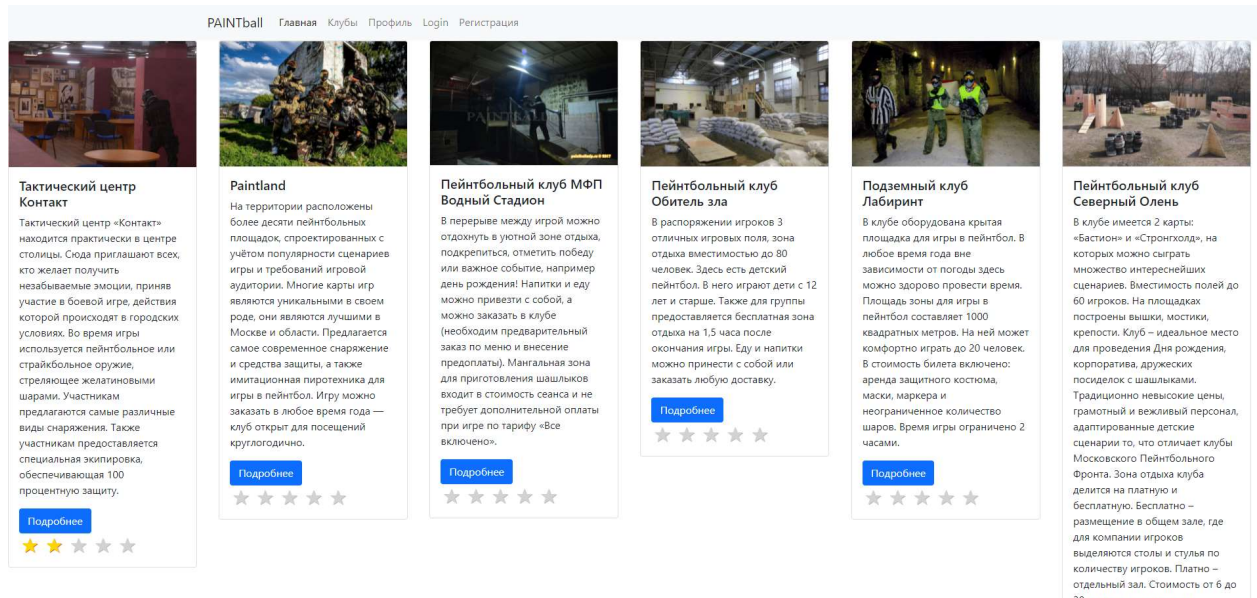 PAINTball Главная Клубы Профиль Login Регистрация
Тактический центр
Контакт
Тактический центр «Контакт»
находится практически в центре
столицы. Сюда приглашают всех,
кто желает получить
незабываемые эмоции, приняв
участие в боевой игре, действия
которой происходят в городских
условиях. Во время игры
используется пейнтбольное или
страйкбольное оружие,
стреляющее желатиновыми
шарами. Участникам
предлагаются самые различные
виды снаряжения. Также
участникам предоставляется
специальная экипировка,
обеспечивающая 100
процентную защиту.
Подробнее
Paintland
На территории расположены
более десяти пейнтбольных
площадок, спроектированных с
учётом популярности сценариев
игры и требований игровой
аудитории. Многие карты игр
являются уникальными в своем
роде, они являются лучшими в
Москве и области. Предлагается
самое современное снаряжение
и средства защиты, а также
имитационная пиротехника для
игры в пейнтбол. Игру можно
заказать в любое время года —
клуб открыт для посещений
круглогодично.
Подробнее
PAINTBALL
Пейнтбольный клуб МФП
Водный Стадион
В перерыве между игрой можно
отдохнуть в уютной зоне отдыха,
подкрепиться, отметить победу
или важное событие, например
день рождения! Напитки и еду
можно привезти с собой, а
можно заказать в клубе
(необходим предварительный
заказ по меню и внесение
предоплаты). Мангальная зона
для приготовления шашлыков
входит в стоимость сеанса и не
требует дополнительной оплаты
при игре по тарифу «Все
включено».
Подробнее
Пейнтбольный клуб
Обитель зла
В распоряжении игроков 3
отличных игровых поля, зона
отдыха вместимостью до 80
человек. Здесь есть детский
пейнтбол. В него играют дети с 12
лет и старше. Также для группы
предоставляется бесплатная зона
отдыха на 1,5 часа после
окончания игры. Еду и напитки
можно принести с собой или
заказать любую доставку.
Подробнее
Подземный клуб
Лабиринт
В клубе оборудована крытая
площадка для игры в пейнтбол. В
любое время года вне
зависимости от погоды здесь
можно здорово провести время.
Площадь зоны для игры в
пейнтбол составляет 1000
квадратных метров. На ней может
комфортно играть до 20 человек.
В стоимость билета включено:
аренда защитного костюма,
маски, маркера и
неограниченное количество
шаров. Время игры ограничено 2
часами.
Подробнее
Пейнтбольный клуб
Северный Олень
В клубе имеется 2 карты:
«Бастион» и «Стронгхолд», на
которых можно сыграть
множество интереснейших
сценариев. Вместимость полей до
60 игроков. На площадках
построены вышки, мостики,
крепости. Клуб – идеальное место
для проведения Дня рождения,
корпоратива, дружеских
посиделок с шашлыками.
Традиционно невысокие цены,
грамотный и вежливый персонал,
адаптированные детские
сценарии то, что отличает клубы
Московского Пейнтбольного
Фронта. Зона отдыха клуба
делится на платную и
бесплатную. Бесплатно –
размещение в общем зале, где
для компании игроков
выделяются столы и стулья по
количеству игроков. Платно –
отдельный зал. Стоимость от 6 до